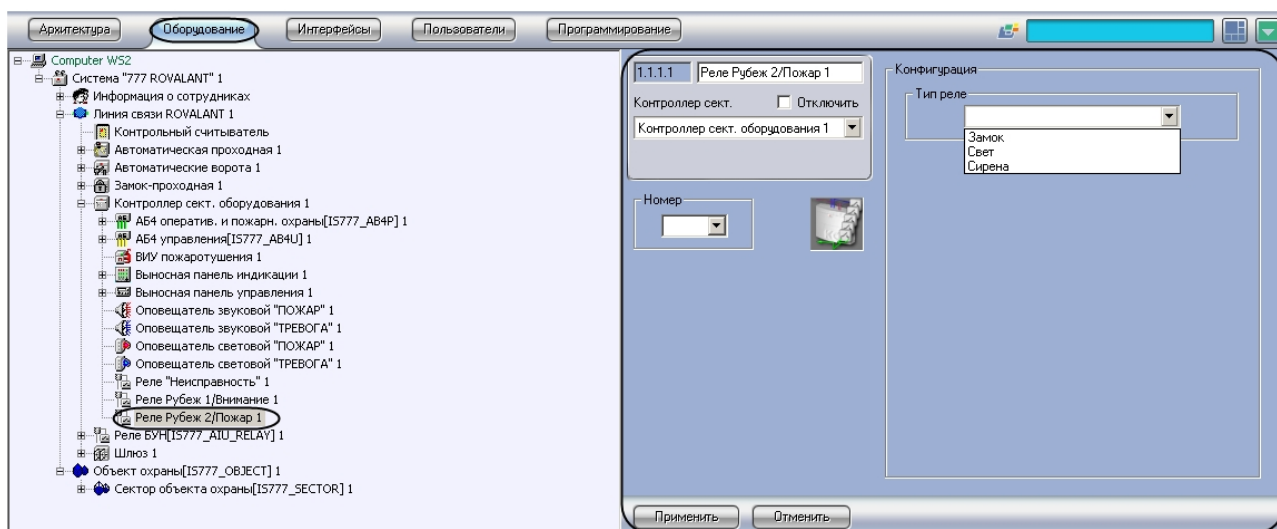 Архитектура Оборудование Интерфейсы Пользователи Программирование
Computer WS2
Система "777 ROVALANT" 1
Информация о сотрудниках
Линия связи ROVALANT 1
Контрольный считыватель
Автоматическая проходная 1
Автоматические ворота 1
Замок-проходная 1
Контроллер сект. оборудования 1
АБ4 оператив. и пожарн. охраны[IS777_AB4P] 1
АБ4 управления[IS777_AB4U] 1
ВИУ пожаротушения 1
Выносная панель индикации 1
Выносная панель управления 1
Оповещатель звуковой "ПОЖАР" 1
Оповещатель звуковой "ТРЕВОГА" 1
Оповещатель световой "ПОЖАР" 1
Оповещатель световой "ТРЕВОГА" 1
Реле "Неисправность" 1
Реле Рубеж 1/Внимание 1
Реле Рубеж 2/Пожар 1
Реле БУН[IS777_AIU_RELAY] 1
Шлюз 1
Объект охраны[IS777_OBJECT] 1
Сектор объекта охраны[IS777_SECTOR] 1
1.1.1.1 Реле Рубеж 2/Пожар 1
Контроллер сект. Отключить
Контроллер сект. оборудования 1
Номер
Конфигурация
Тип реле
Замок
Свет
Сирена
Применить Отменить